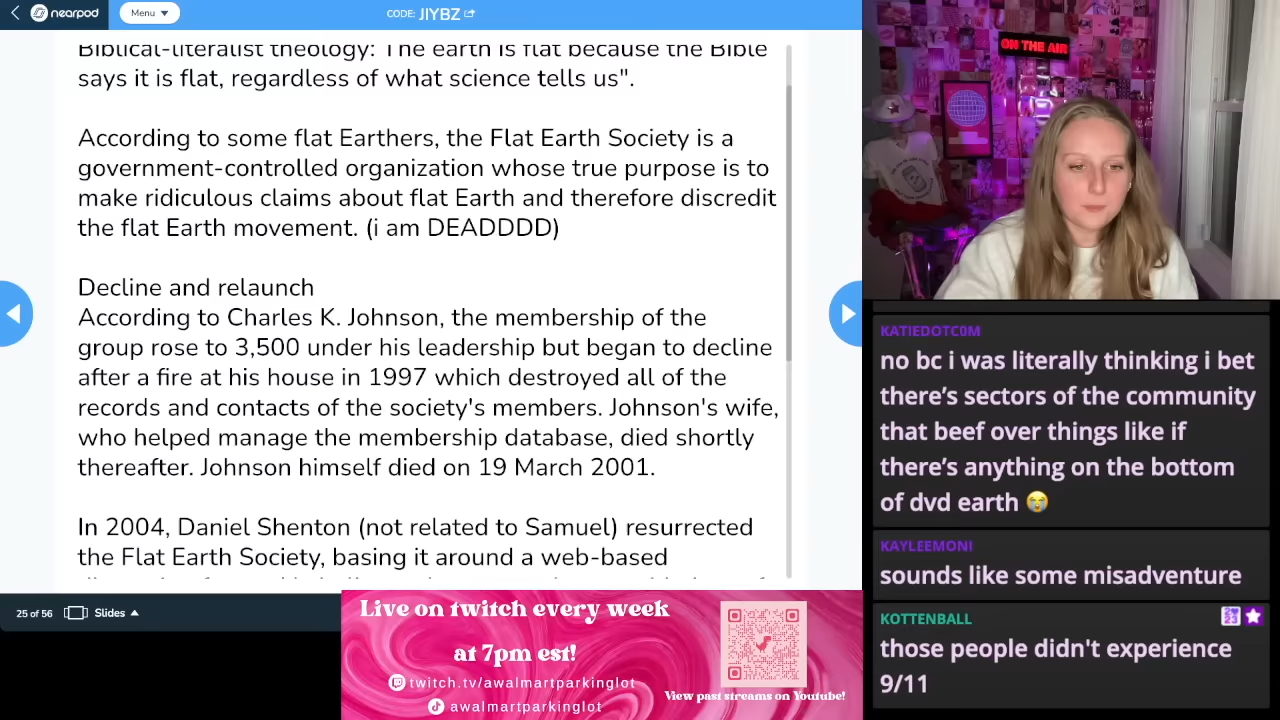 nearpod
Menu
CODE: JIYBZ
Biblical-literalist theology: The earth is flat because the Bible
says it is flat, regardless of what science tells us".
According to some flat Earthers, the Flat Earth Society is a
government-controlled organization whose true purpose is to
make ridiculous claims about flat Earth and therefore discredit
the flat Earth movement. (i am DEADDDD)
Decline and relaunch
According to Charles K. Johnson, the membership of the
group rose to 3,500 under his leadership but began to decline
after a fire at his house in 1997 which destroyed all of the
records and contacts of the society's members. Johnson's wife,
who helped manage the membership database, died shortly
thereafter. Johnson himself died on 19 March 2001.
In 2004, Daniel Shenton (not related to Samuel) resurrected
the Flat Earth Society, basing it around a web-based
25 of 56
Slides
Live on twitch every week
at 7pm est!
twitch.tv/awalmartparkinglot
awalmartparkinglot
View past streams on Youtube!
ON THE AIR
KATIEDOTC0M
no bc i was literally thinking i bet
there's sectors of the community
that beef over things like if
there's anything on the bottom
of dvd earth 😭
KAYLEEMONI
sounds like some misadventure
KOTTENBALL
those people didn't experience
9/11